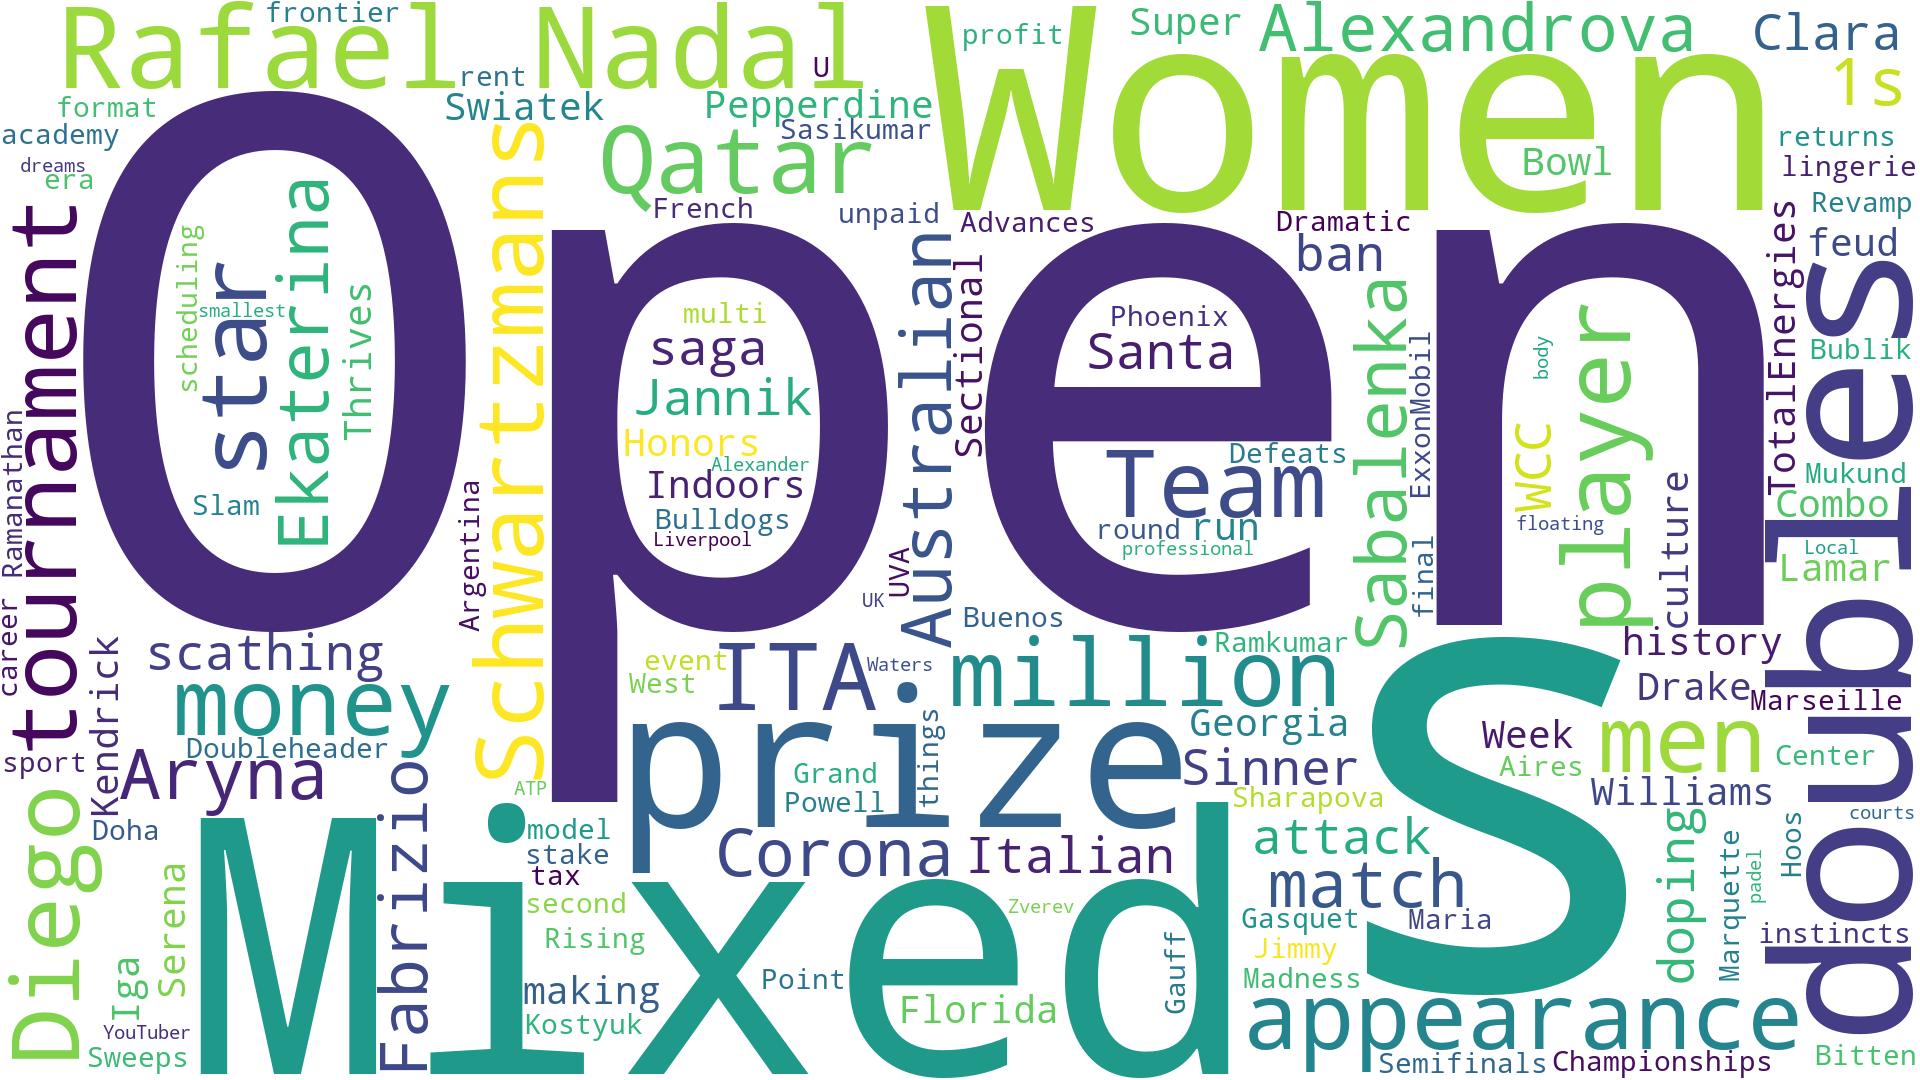 Rafael Nadal
frontier
rent
U
Women
profit
Super
Alexandrova
Clara
1s
format
academy
dreams
era
Swiatek
Pepperdine
Sasikumar
Qatar
French
unpaid
Advances
Dramatic
ban
Bowl
returns
lingerie
Revamp
feud
Open
tournament
scheduling
smallest
star
Ekaterina
Thrives
Slam
Schwartzmans
Argentina
multi
saga
Jannik
Honors
Alexander
Indoors
Bulldogs
Liverpool
Australian
Sectional
UVA
UK
Phoenix
Santa
Team
Defeats
round
run
professional
Sabalenka
ExxonMobil
final
WCC
body
floating
player
culture
TotalEnergies
doubles
Bublik
Mukund
Combo
Local
Lamar
Ramanathan
career
Kendrick
scathing
money
Doubleheader
sport
Aryna
Doha
event
West
ITA
Waters
Buenos
million
Ramkumar
prize
things
Grand
Powell
Georgia
Sinner
Sharapova
S
Week
Aires
history
Drake
Marseille
men
Center
Williams
courts
Hoos
Diego
Iga
Serena
YouTuber
Sweeps
Mixed
Fabrizio
ATP
model
stake
tax
second
Rising
making
Kostyuk
Corona
Italian
Zverev
Point
Florida
Gauff
attack
match
Gasquet
Maria
Jimmy
Madness
appearance
Semifinals
Championships
doping
Marquette
padel
instincts
Bitten